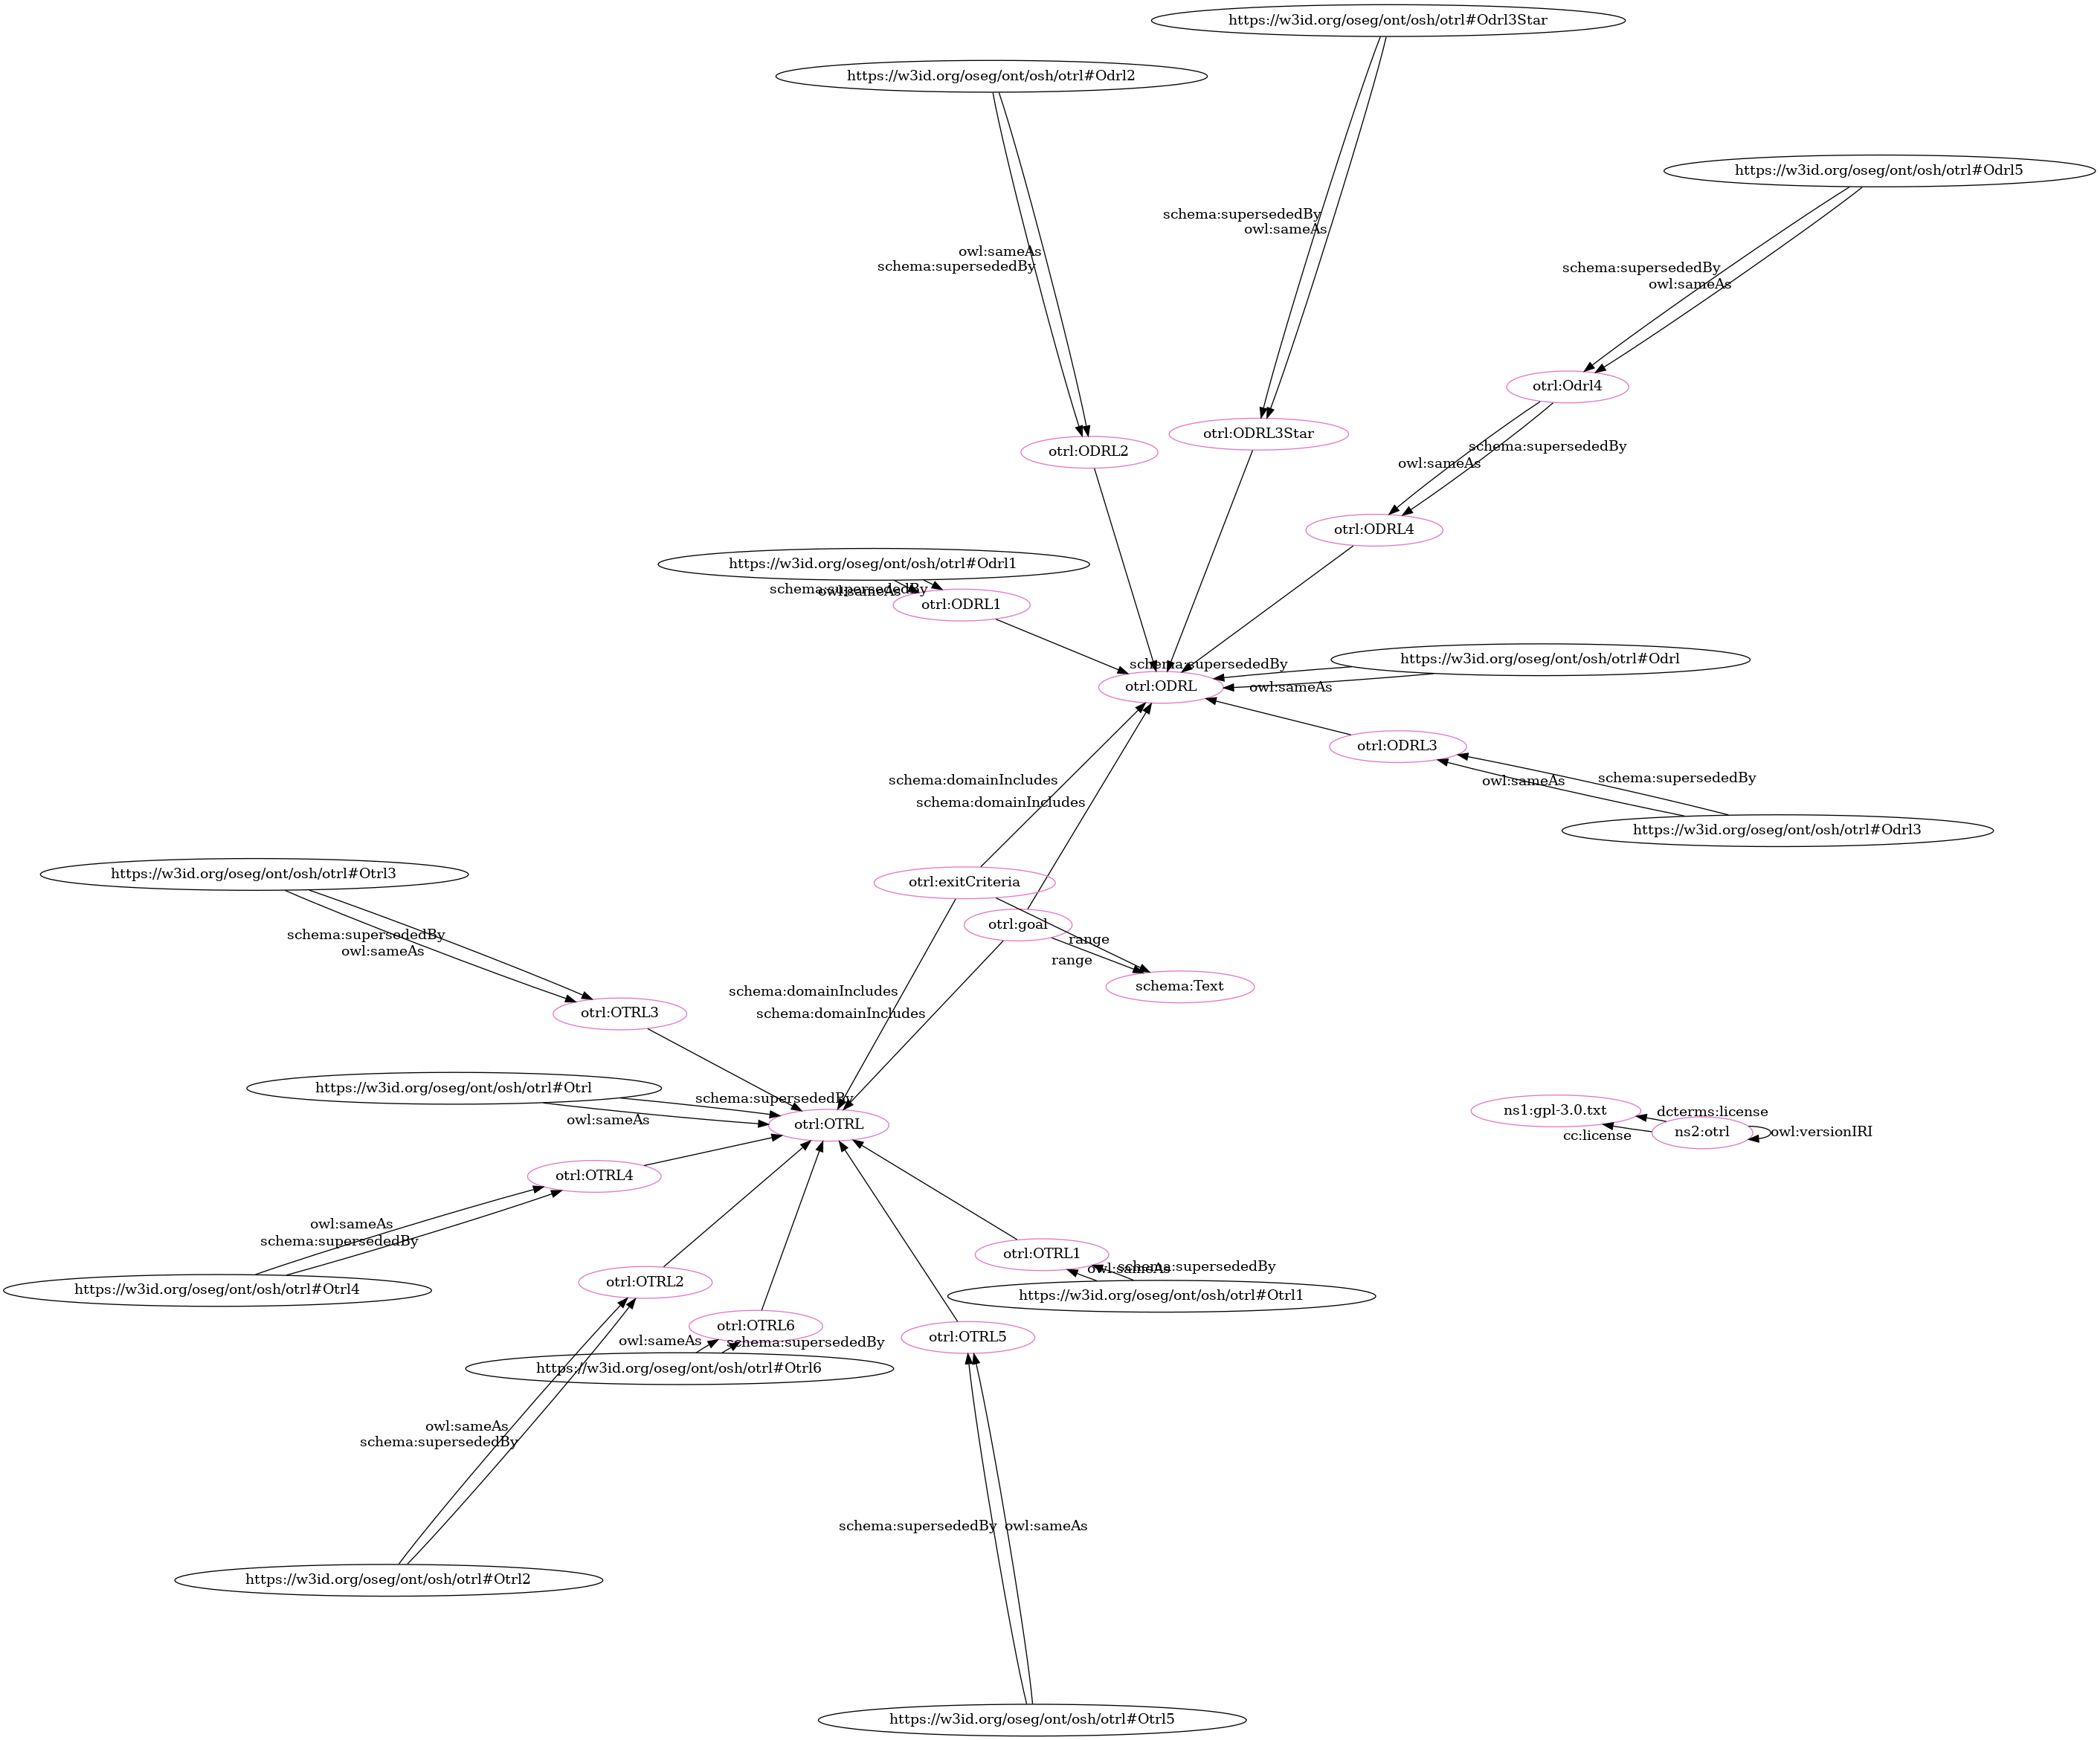 https://w3id.org/oseg/ont/osh/otrl#Odrl3Star
https://w3id.org/oseg/ont/osh/otrl#Odrl2
https://w3id.org/oseg/ont/osh/otrl#Odrl5
schema:supersededBy
owl:sameAs
owl:sameAs
schema:supersededBy
schema:supersededBy
owl:sameAs
otrl:Odrl4
otrl:ODRL3Star
otrl:ODRL2
schema:supersededBy
owl:sameAs
otrl:ODRL4
https://w3id.org/oseg/ont/osh/otrl#Odrl1
schema:supersededBy
owl:sameAs
otrl:ODRL1
https://w3id.org/oseg/ont/osh/otrl#Odrl
schema:supersededBy
otrl:ODRL
owl:sameAs
otrl:ODRL3
schema:supersededBy
owl:sameAs
schema:domainIncludes
schema:domainIncludes
https://w3id.org/oseg/ont/osh/otrl#Odrl3
https://w3id.org/oseg/ont/osh/otrl#Otrl3
otrl:exitCriteria
otrl:goal
schema:supersededBy
owl:sameAs
range
range
schema:Text
schema:domainIncludes
schema:domainIncludes
otrl:OTRL3
https://w3id.org/oseg/ont/osh/otrl#Otrl
schema:supersededBy
owl:sameAs
otrl:OTRL
ns1:gpl-3.0.txt
dcterms:license
cc:license
ns2:otrl
owl:versionIRI
otrl:OTRL4
owl:sameAs
schema:supersededBy
otrl:OTRL1
owl:sameAs
schema:supersededBy
https://w3id.org/oseg/ont/osh/otrl#Otrl4
otrl:OTRL2
https://w3id.org/oseg/ont/osh/otrl#Otrl1
otrl:OTRL6
otrl:OTRL5
owl:sameAs
schema:supersededBy
https://w3id.org/oseg/ont/osh/otrl#Otrl6
owl:sameAs
schema:supersededBy
schema:supersededBy
owl:sameAs
https://w3id.org/oseg/ont/osh/otrl#Otrl2
https://w3id.org/oseg/ont/osh/otrl#Otrl5